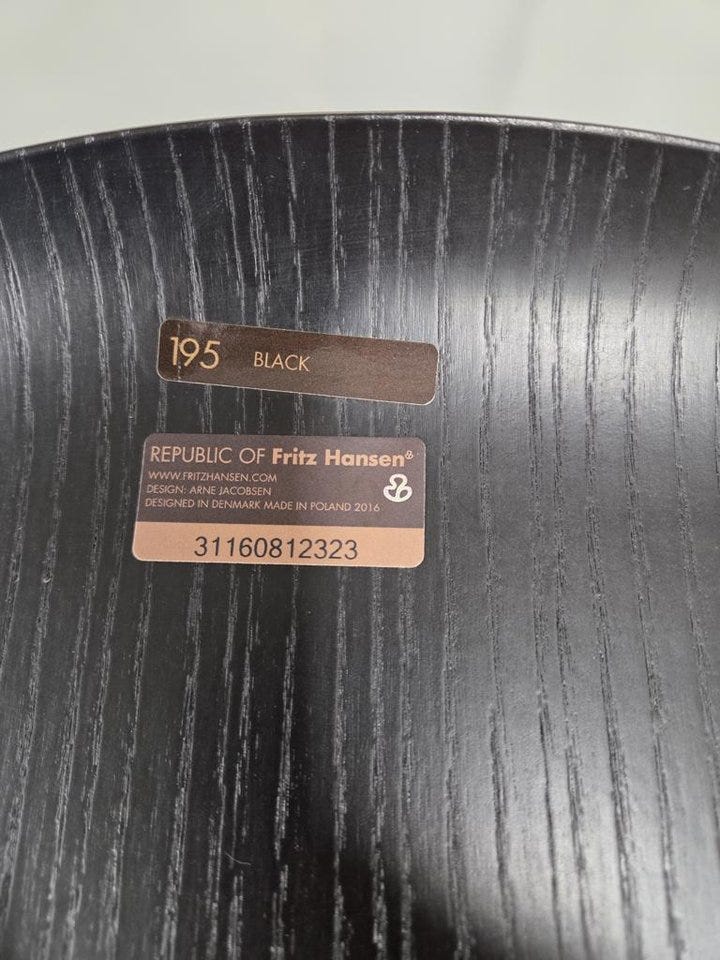 195 BLACK
REPUBLIC OF Fritz Hansen®
WWW.FRITZHANSEN.COM
DESIGN: ARNE JACOBSEN
DESIGNED IN DENMARK MADE IN POLAND 2016
31160812323